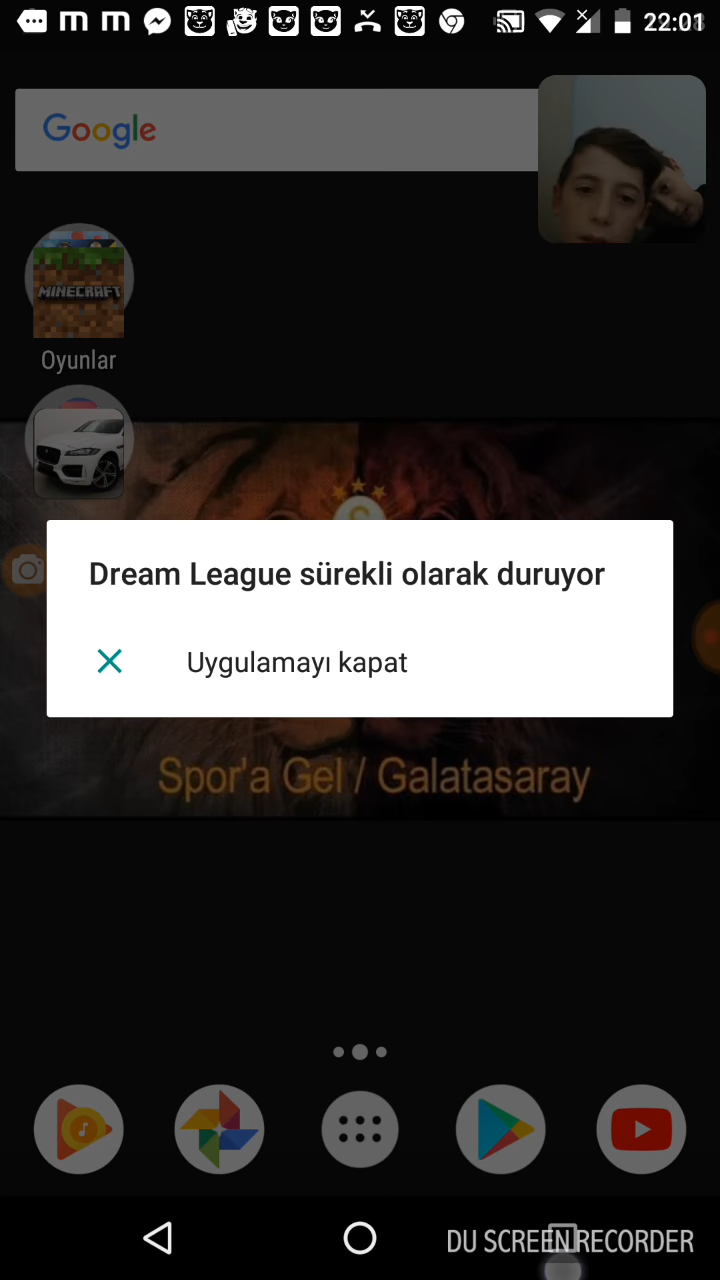 22:01
Google
MINECRAFT
Oyunlar
Dream League sürekli olarak duruyor
Uygulamayı kapat
Spor'a Gel / Galatasaray
DU SCREEN RECORDER